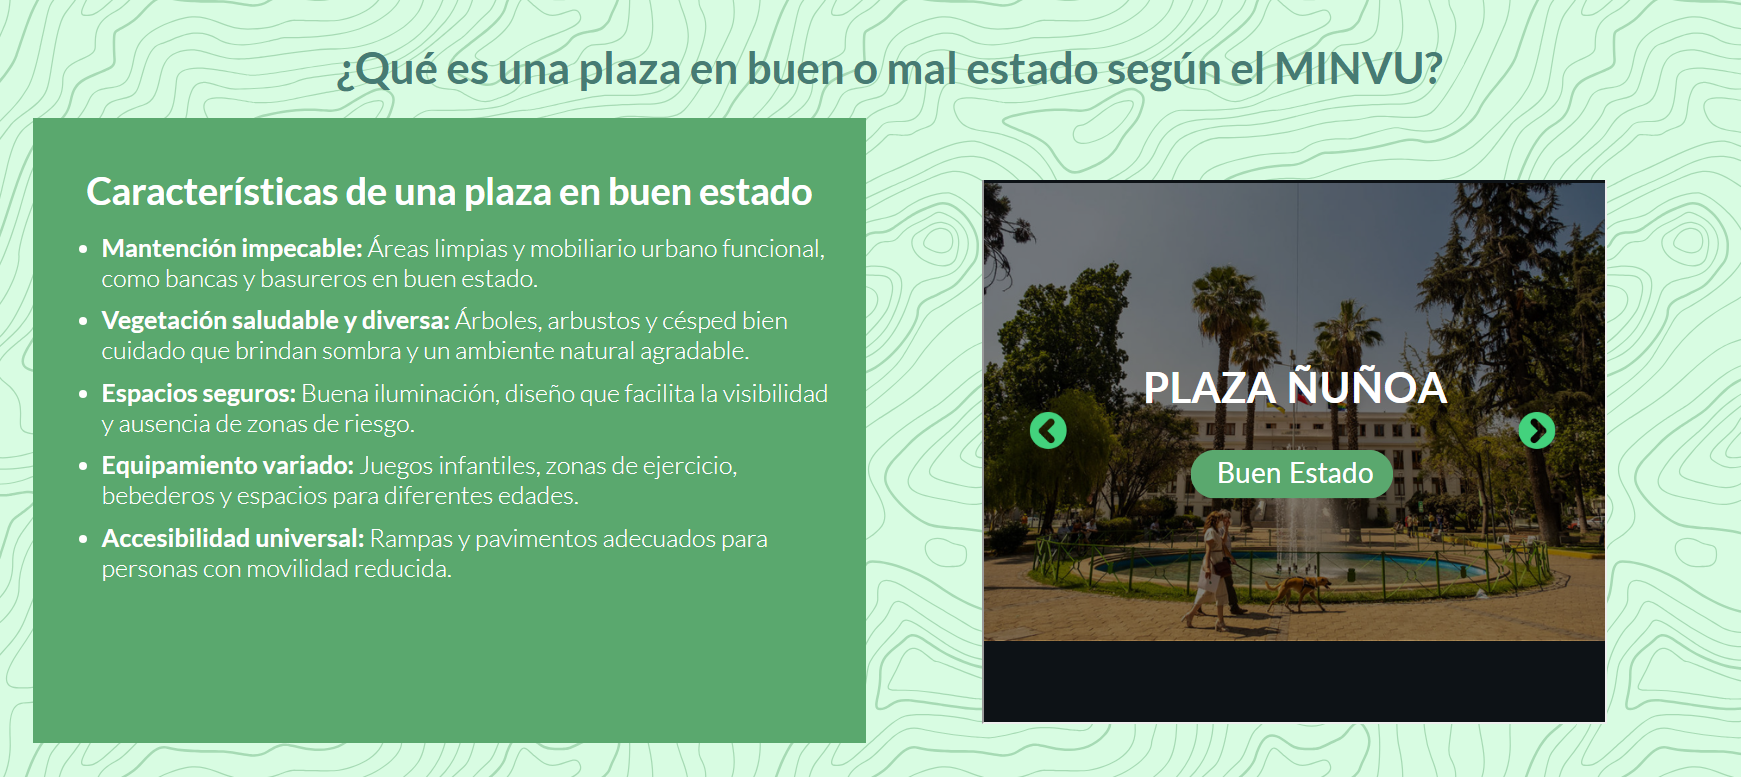 ¿Qué es una plaza en buen o mal estado según el MINVU?
Características de una plaza en buen estado
• Mantención impecable: Áreas limpias y mobiliario urbano funcional,
como bancas y basureros en buen estado.
• Vegetación saludable y diversa: Árboles, arbustos y césped bien
cuidado que brindan sombra y un ambiente natural agradable.
• Espacios seguros: Buena iluminación, diseño que facilita la visibilidad
y ausencia de zonas de riesgo.
• Equipamiento variado: Juegos infantiles, zonas de ejercicio,
bebederos y espacios para diferentes edades.
• Accesibilidad universal: Rampas y pavimentos adecuados para
personas con movilidad reducida.
PLAZA ÑUÑOA
Buen Estado